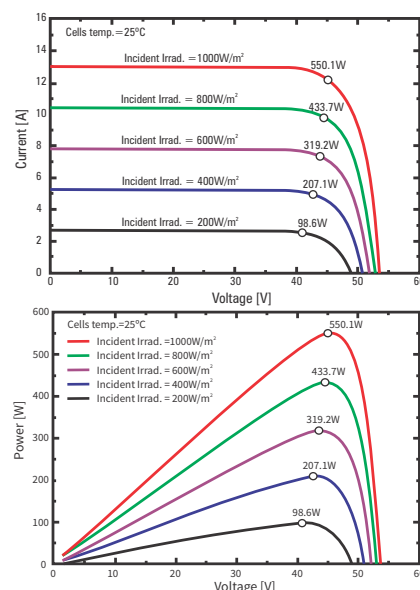 Cells temp.=25ºC
Incident Irrad. =1000W/m²
550.1W
Incident Irrad. = 800W/m²
433.7W
Incident Irrad. = 600W/m²
319.2W
Incident Irrad. = 400W/m²
207.1W
Incident Irrad. = 200W/m²
98.6W
Current [A]
16
14
12
10
8
6
4
2
0
0 10 20 30 40 50 60
Voltage [V]
Cells temp.=25ºC
Incident Irrad. =1000W/m²
Incident Irrad. = 800W/m²
Incident Irrad. = 600W/m²
Incident Irrad. = 400W/m²
Incident Irrad. = 200W/m²
550.1W
433.7W
319.2W
207.1W
98.6W
Power [W]
600
500
400
300
200
100
0
0 10 20 30 40 50 60
Voltage [V]